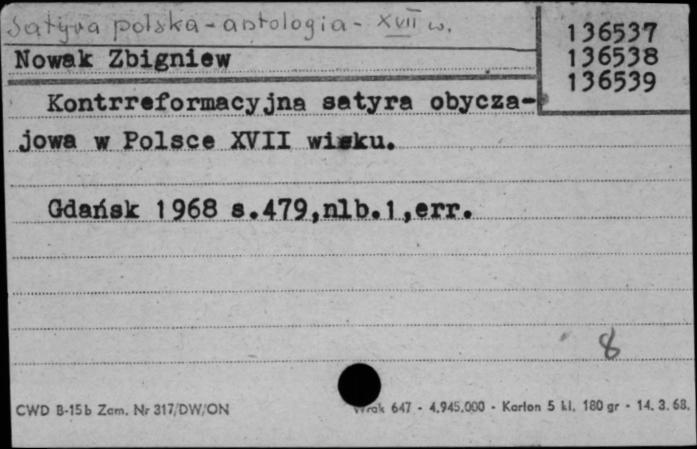 Satyra polska - antologia - XVII w.
Nowak Zbigniew
136537
136538
136539
Kontrreformacyjna satyra obycza-
jowa w Polsce XVII wieku.
Gdańsk 1968 s.479,nlb.1,err.
8
CWD B-15b Zam. Nr 317/DW/ON
647 - 4.945.000 - Karton 5 kl. 180 gr - 14. 3. 68.